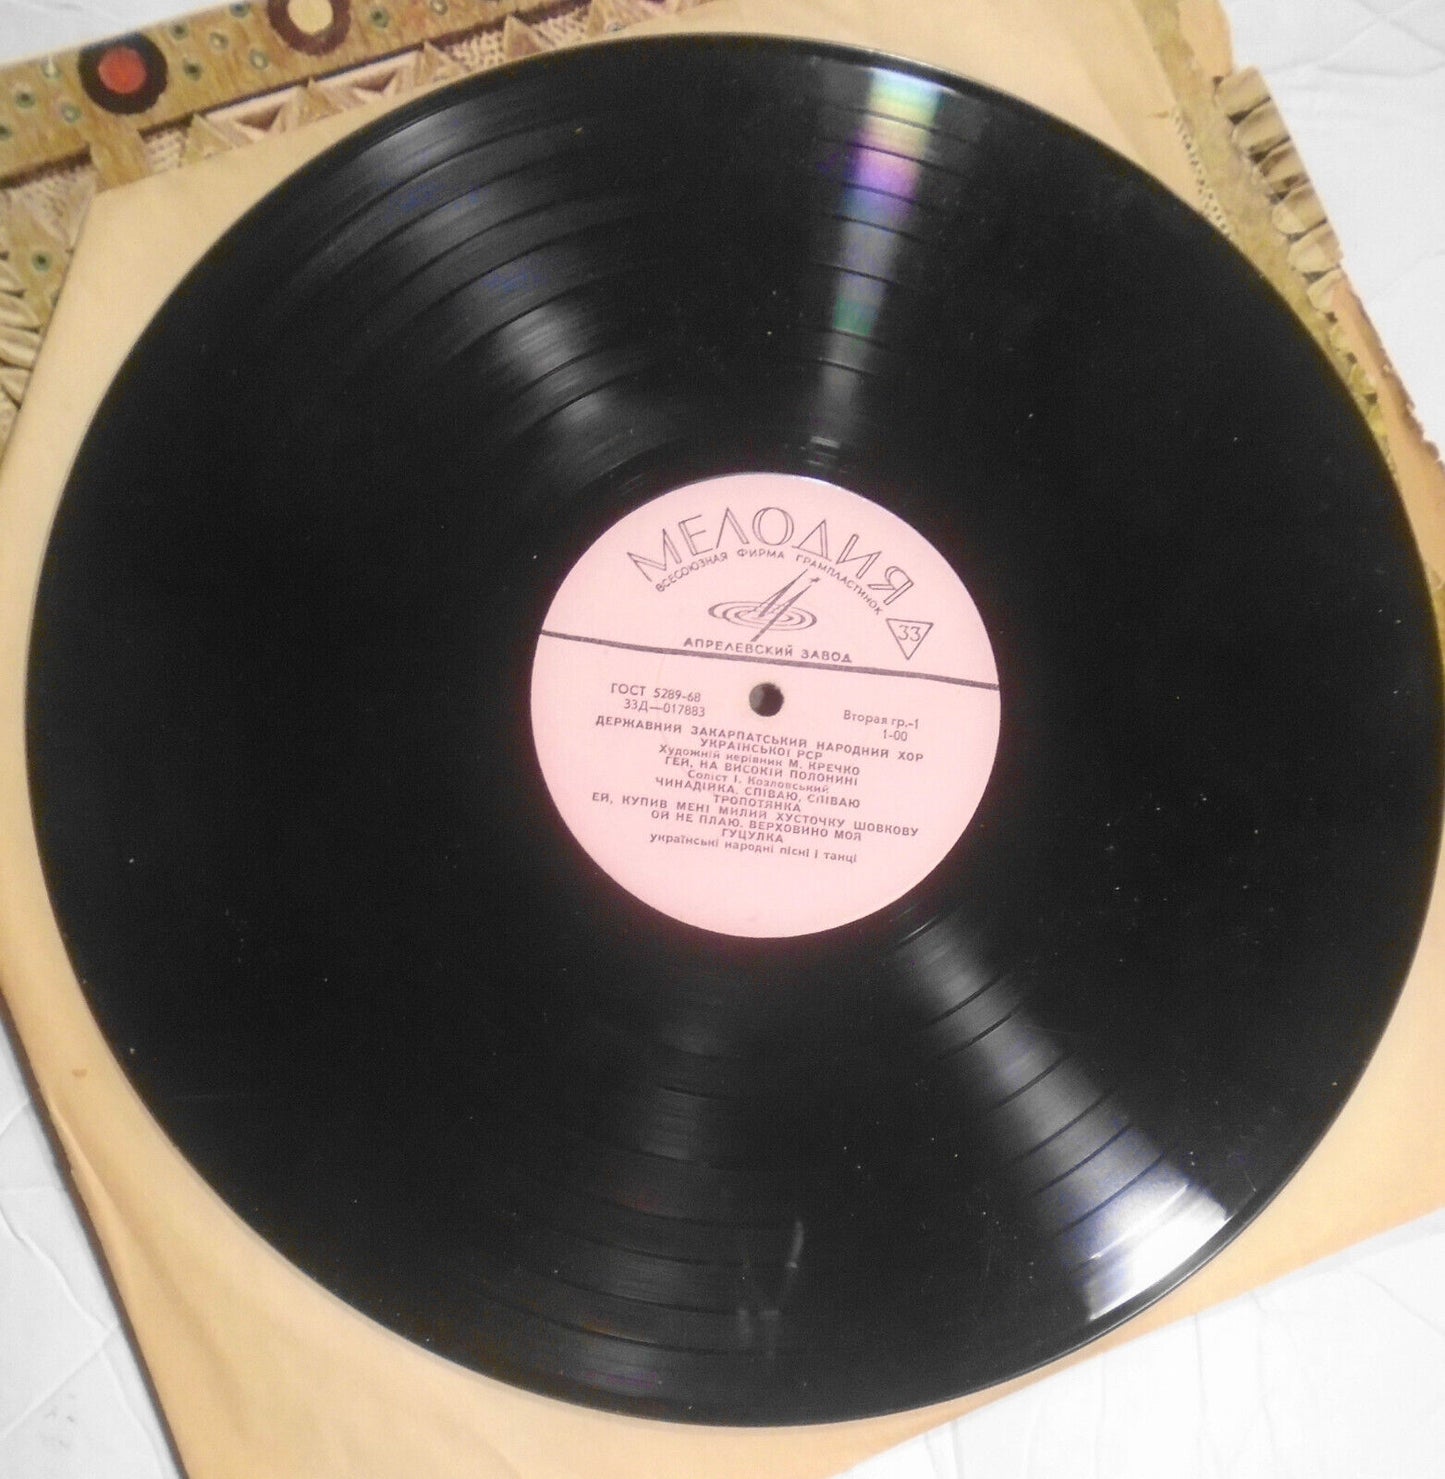 МЕЛОДИЯ
ВСЕСОЮЗНАЯ ФИРМА ГРАМПЛАСТИНОК
33
АПРЕЛЕВСКИЙ ЗАВОД
ГОСТ 5289-68
33Д—017883
Вторая гр.-1
1-00
ДЕРЖАВНИЙ ЗАКАРПАТСЬКИЙ НАРОДНИЙ ХОР
УКРАЇНСЬКОЇ РСР
Художній керівник М. КРЕЧКО
ГЕЙ, НА ВИСОКІЙ ПОЛОНИНІ
Соліст І. Козловський
ЧИНАДІЙКА, СПІВАЮ, СПІВАЮ
ТРОПОТЯНКА
ЕЙ, КУПИВ МЕНІ МИЛИЙ ХУСТОЧКУ ШОВКОВУ
ОЙ НЕ ПЛАЮ, ВЕРХОВИНО МОЯ
ГУЦУЛКА
українські народні пісні і танці